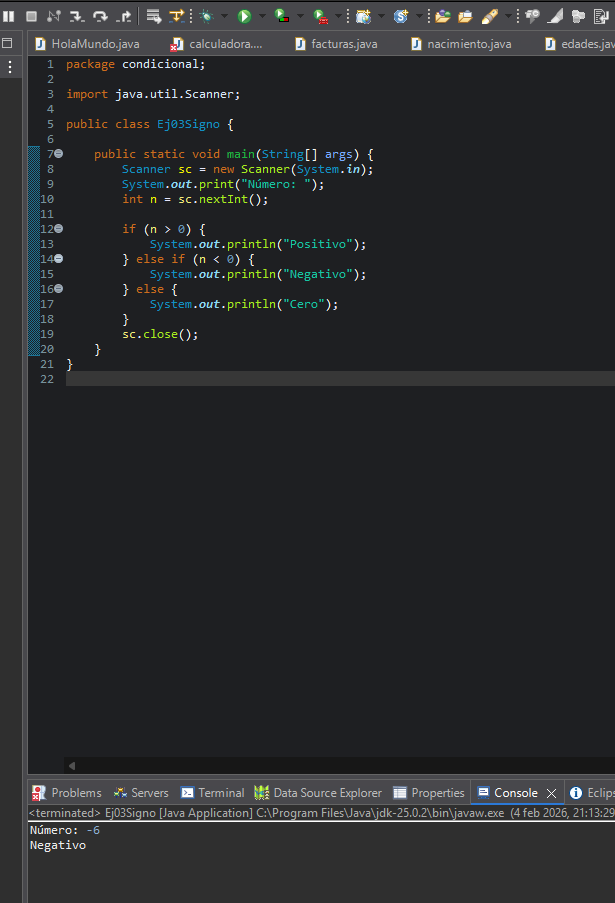 HolaMundo.java calculadora.... facturas.java nacimiento.java edades.jav
1 package condicional;
2
3 import java.util.Scanner;
4
5 public class Ej03Signo {
6
7 public static void main(String[] args) {
8 Scanner sc = new Scanner(System.in);
9 System.out.print("Número: ");
10 int n = sc.nextInt();
11
12 if (n > 0) {
13 System.out.println("Positivo");
14 } else if (n < 0) {
15 System.out.println("Negativo");
16 } else {
17 System.out.println("Cero");
18 }
19 sc.close();
20 }
21 }
22
Problems Servers Terminal Data Source Explorer Properties Console Eclips
<terminated> Ej03Signo [Java Application] C:\Program Files\Java\jdk-25.0.2\bin\javaw.exe (4 feb 2026, 21:13:29
Número: -6
Negativo